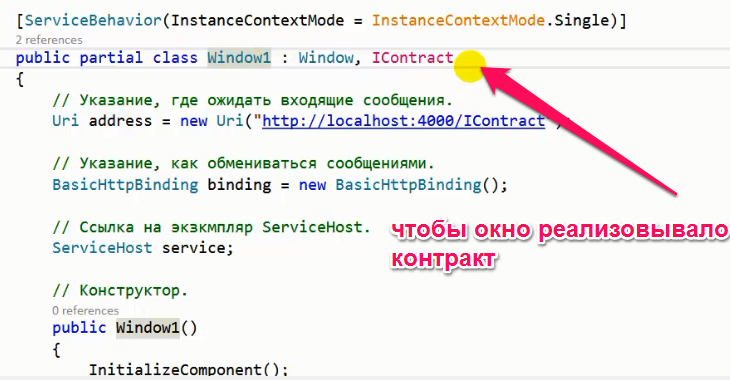 [ServiceBehavior(InstanceContextMode = InstanceContextMode.Single)]
2 references
public partial class Window1 : Window, IContract
{
// Указание, где ожидать входящие сообщения.
Uri address = new Uri("http://localhost:4000/IContract");
// Указание, как обмениваться сообщениями.
BasicHttpBinding binding = new BasicHttpBinding();
// Ссылка на экзкмпляр ServiceHost.
ServiceHost service;
чтобы окно реализовывало
контракт
// Конструктор.
0 references
public Window1()
{
InitializeComponent();